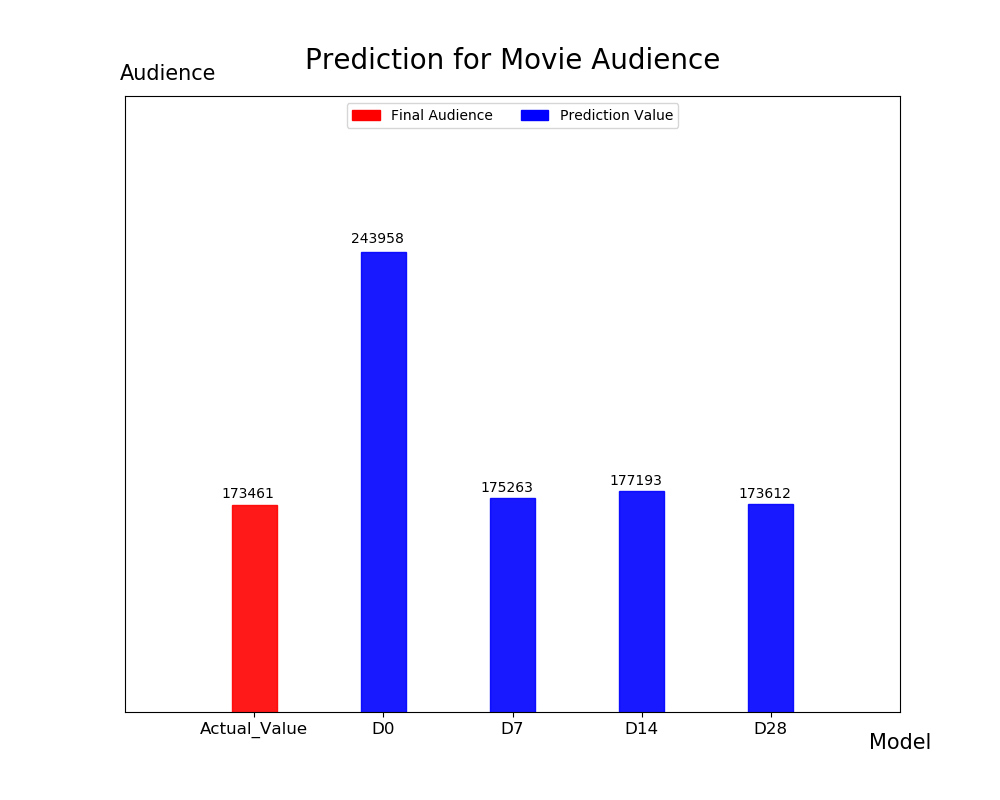 Prediction for Movie Audience
Audience
Final Audience
Prediction Value
243958
173461
175263
177193
173612
Actual_Value
D0
D7
D14
D28
Model